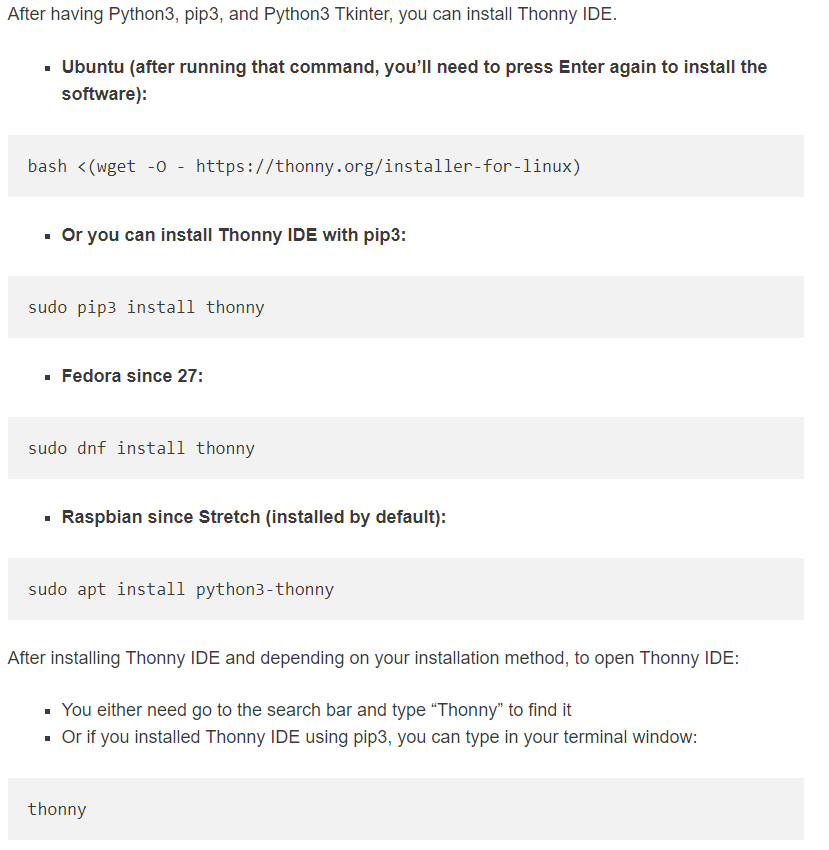 After having Python3, pip3, and Python3 Tkinter, you can install Thonny IDE.
▪ Ubuntu (after running that command, you’ll need to press Enter again to install the
software):
bash <(wget -O - https://thonny.org/installer-for-linux)
▪ Or you can install Thonny IDE with pip3:
sudo pip3 install thonny
▪ Fedora since 27:
sudo dnf install thonny
▪ Raspbian since Stretch (installed by default):
sudo apt install python3-thonny
After installing Thonny IDE and depending on your installation method, to open Thonny IDE:
▪ You either need go to the search bar and type “Thonny” to find it
▪ Or if you installed Thonny IDE using pip3, you can type in your terminal window:
thonny